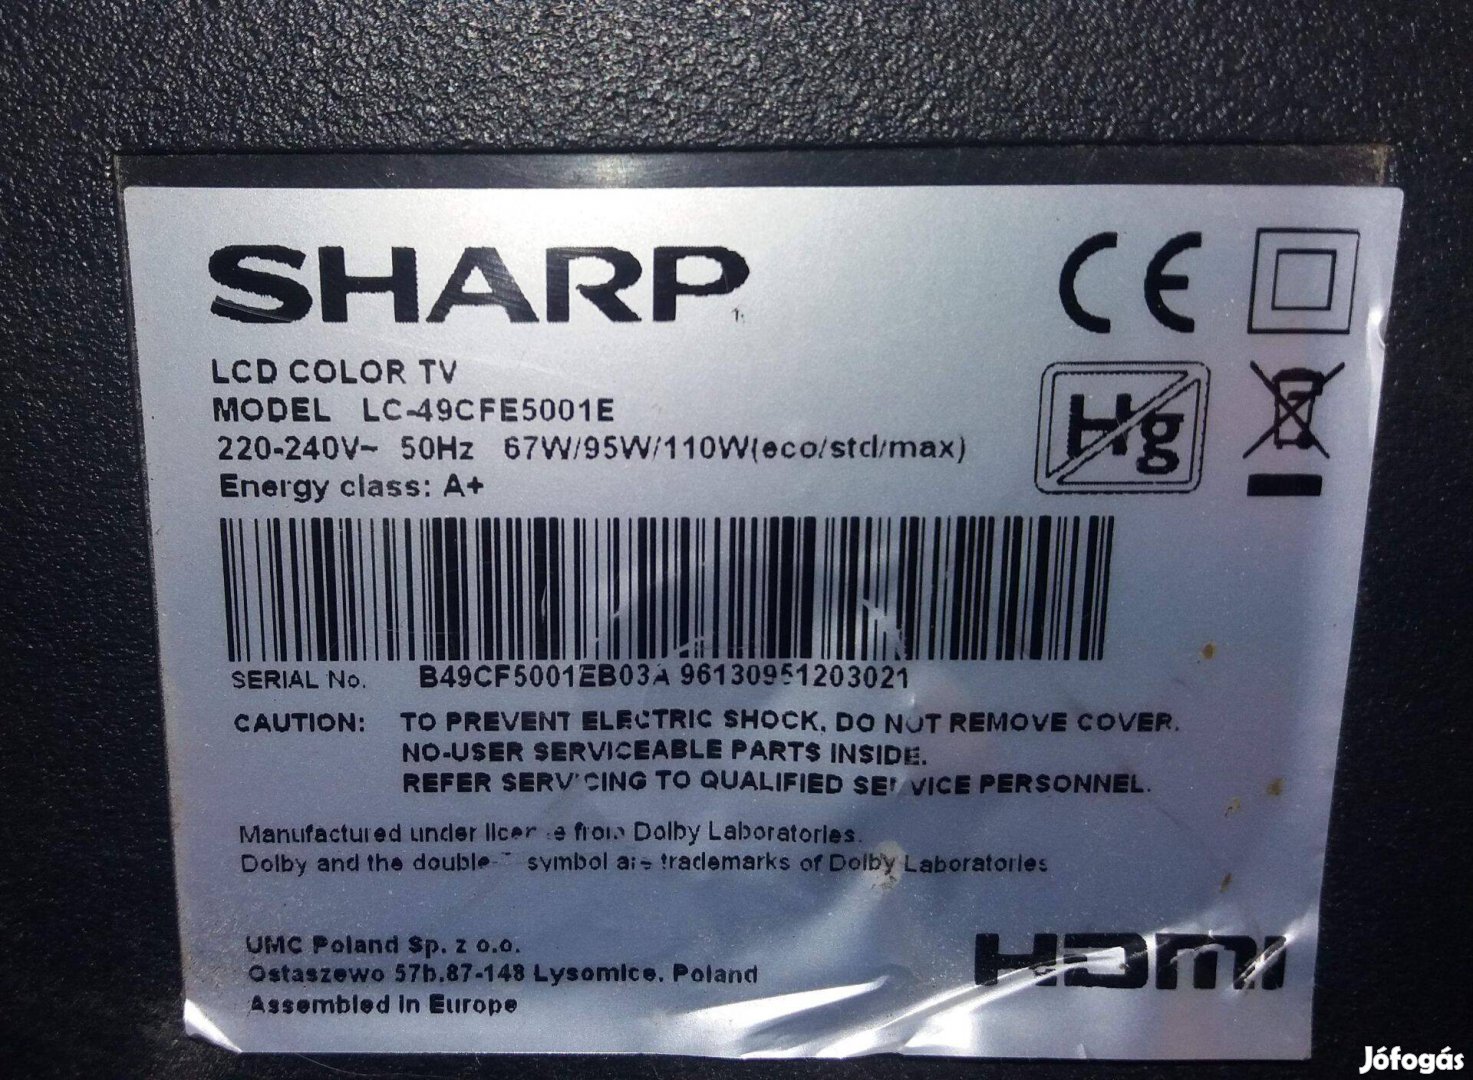 SHARP
CE
LCD COLOR TV
MODEL LC-49CFE5001E
Hg
220-240V~ 50Hz 67W/95W/110W(eco/std/max)
Energy class: A+
SERIAL No. B49CF5001EB03A 96130951203021
CAUTION: TO PREVENT ELECTRIC SHOCK, DO NOT REMOVE COVER.
NO-USER SERVICEABLE PARTS INSIDE.
REFER SERVICING TO QUALIFIED SERVICE PERSONNEL.
Manufactured under license from Dolby Laboratories.
Dolby and the double-D symbol are trademarks of Dolby Laboratories
UMC Poland Sp. z o.o.
Ostaszewo 57b.87-148 Lysomice. Poland
Assembled in Europe
HDMI
Jófogás